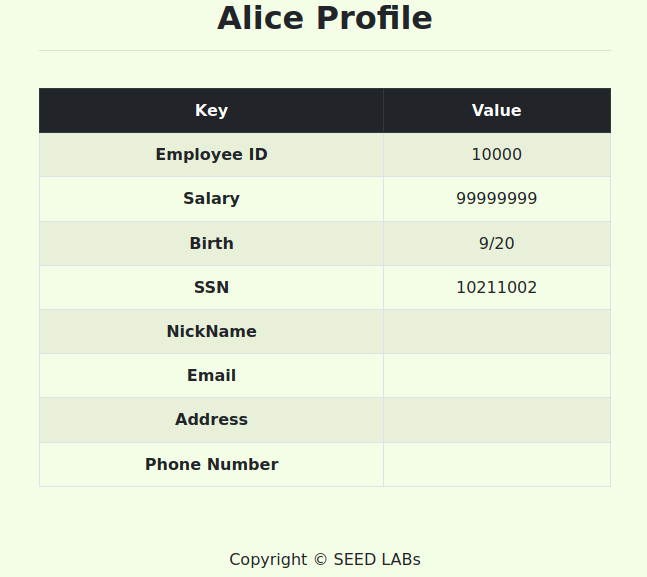 Alice Profile
Key Value
Employee ID 10000
Salary 99999999
Birth 9/20
SSN 10211002
NickName
Email
Address
Phone Number
Copyright © SEED LABs